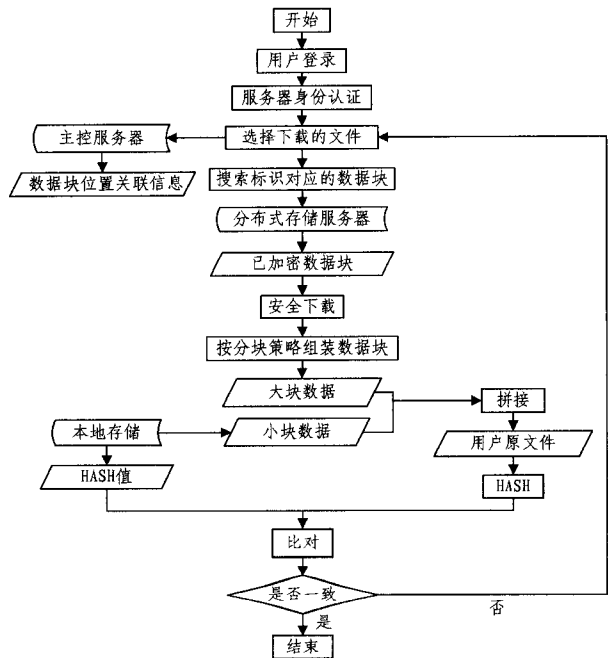 开始
用户登录
服务器身份认证
主控服务器
选择下载的文件
数据块位置关联信息
搜索标识对应的数据块
分布式存储服务器
已加密数据块
安全下载
按分块策略组装数据块
大块数据
拼接
本地存储
小块数据
用户原文件
HASH值
HASH
比对
是否一致
否
是
结束